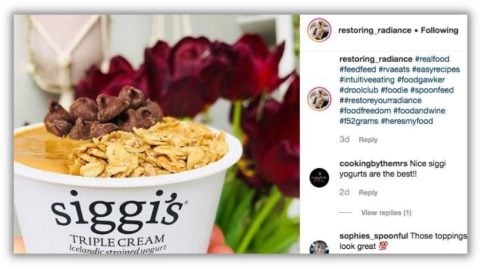 siggi's
TRIPLE CREAM
Icelandic strained yogurt
restoring_radiance • Following
restoring_radiance #realfood
#feedfeed #rvaeats #easyrecipes
#intuitiveeating #foodgawker
#droolclub #foodie #spoonfeed
##restoreyourradiance
#foodfreedom #foodandwine
#f52grams #heresmyfood
3d Reply
cookingbythemrs Nice siggi
yogurts are the best!!
2d Reply
View replies (1)
sophies_spoonful Those toppings
look great 💯